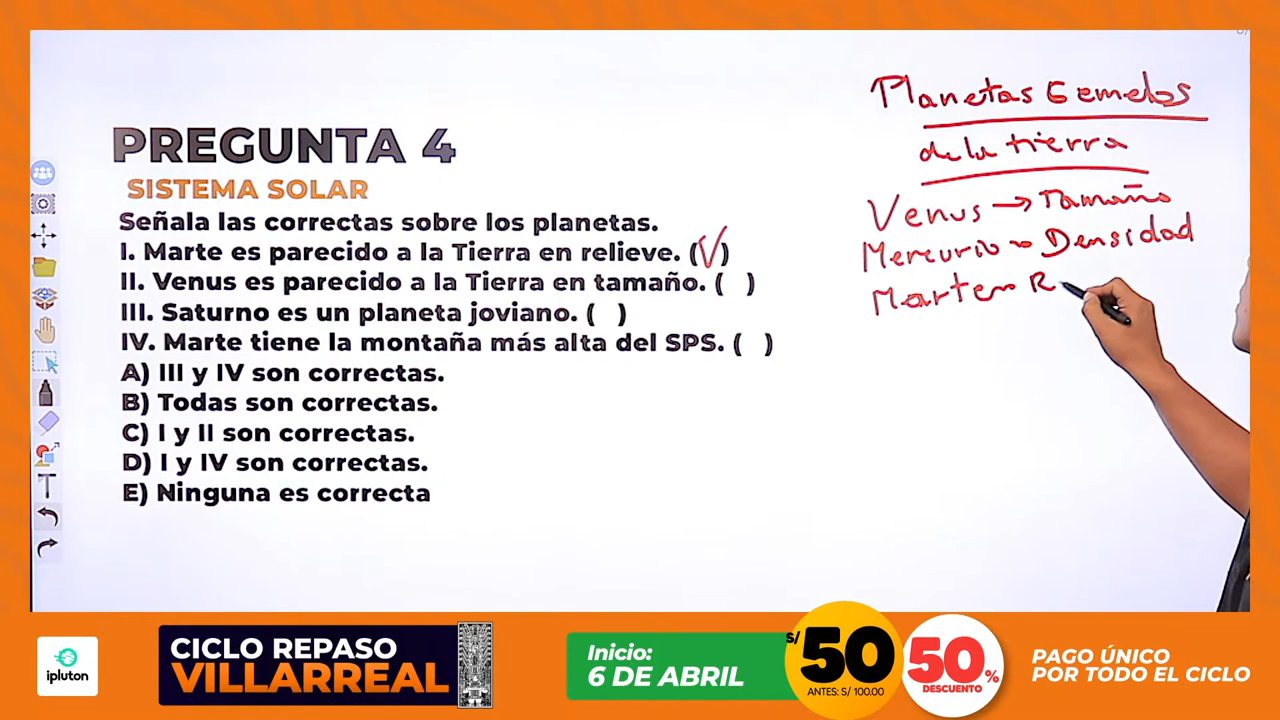 PREGUNTA 4
SISTEMA SOLAR
Señala las correctas sobre los planetas.
I. Marte es parecido a la Tierra en relieve. (V)
II. Venus es parecido a la Tierra en tamaño. ( )
III. Saturno es un planeta joviano. ( )
IV. Marte tiene la montaña más alta del SPS. ( )
A) III y IV son correctas.
B) Todas son correctas.
C) I y II son correctas.
D) I y IV son correctas.
E) Ninguna es correcta
Planetas Gemelos
de la tierra
Venus → Tamaño
Mercurio → Densidad
Marte → R
ipluton
CICLO REPASO
VILLARREAL
Inicio:
6 DE ABRIL
S/ 50
ANTES: S/ 100.00
50%
DESCUENTO
PAGO ÚNICO
POR TODO EL CICLO